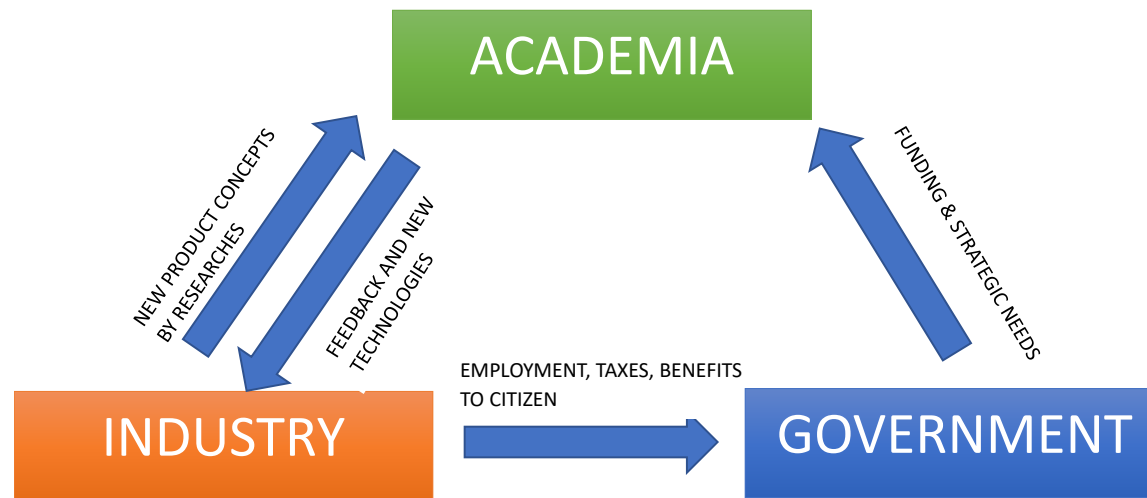 ACADEMIA
NEW PRODUCT CONCEPTS
BY RESEARCHES
FEEDBACK AND NEW
TECHNOLOGIES
FUNDING & STRATEGIC NEEDS
EMPLOYMENT, TAXES, BENEFITS
TO CITIZEN
INDUSTRY
GOVERNMENT